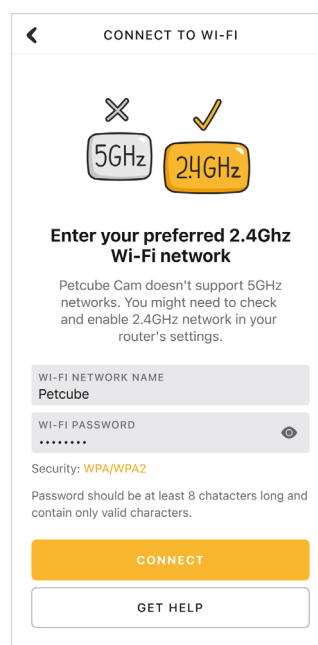 CONNECT TO WI-FI
5GHz
2.4GHz
Enter your preferred 2.4Ghz
Wi-Fi network
Petcube Cam doesn't support 5GHz
networks. You might need to check
and enable 2.4GHz network in your
router's settings.
WI-FI NETWORK NAME
Petcube
WI-FI PASSWORD
••••••••
Security: WPA/WPA2
Password should be at least 8 chatacters long and
contain only valid characters.
CONNECT
GET HELP